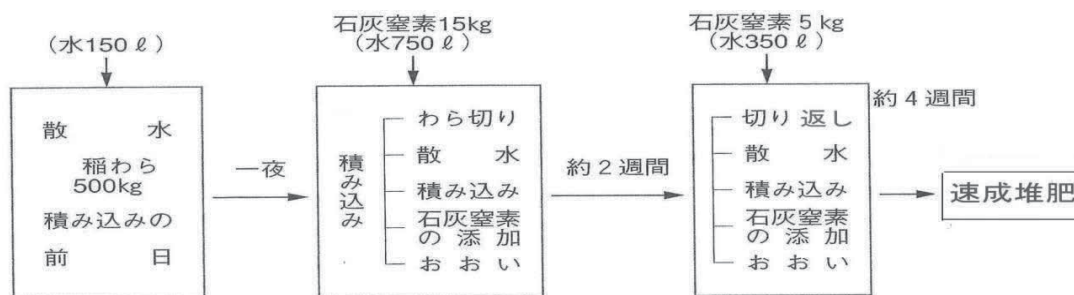 (水150ℓ)
散水
稲わら
500kg
積み込みの
前日
一夜
石灰窒素15kg
(水750ℓ)
積み込み
わら切り
散水
積み込み
石灰窒素
の添加
おおい
約2週間
石灰窒素5kg
(水350ℓ)
切り返し
散水
積み込み
石灰窒素
の添加
おおい
約4週間
速成堆肥